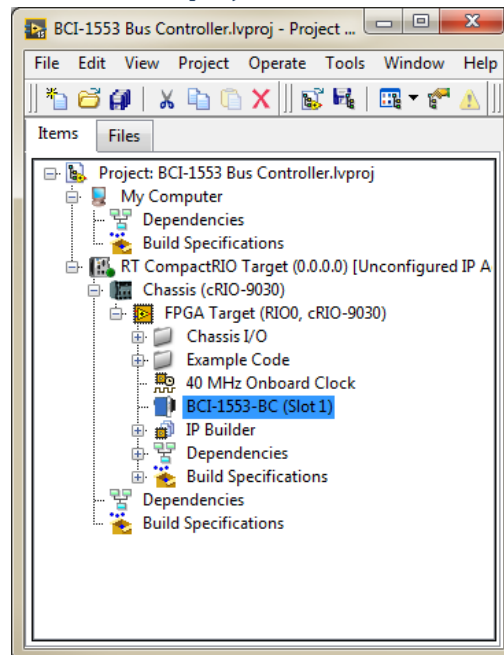 BCI-1553 Bus Controller.lvproj - Project ...
File Edit View Project Operate Tools Window Help
Items Files
Project: BCI-1553 Bus Controller.lvproj
My Computer
Dependencies
Build Specifications
RT CompactRIO Target (0.0.0.0) [Unconfigured IP A
Chassis (cRIO-9030)
FPGA Target (RIO0, cRIO-9030)
Chassis I/O
Example Code
40 MHz Onboard Clock
BCI-1553-BC (Slot 1)
IP Builder
Dependencies
Build Specifications
Dependencies
Build Specifications